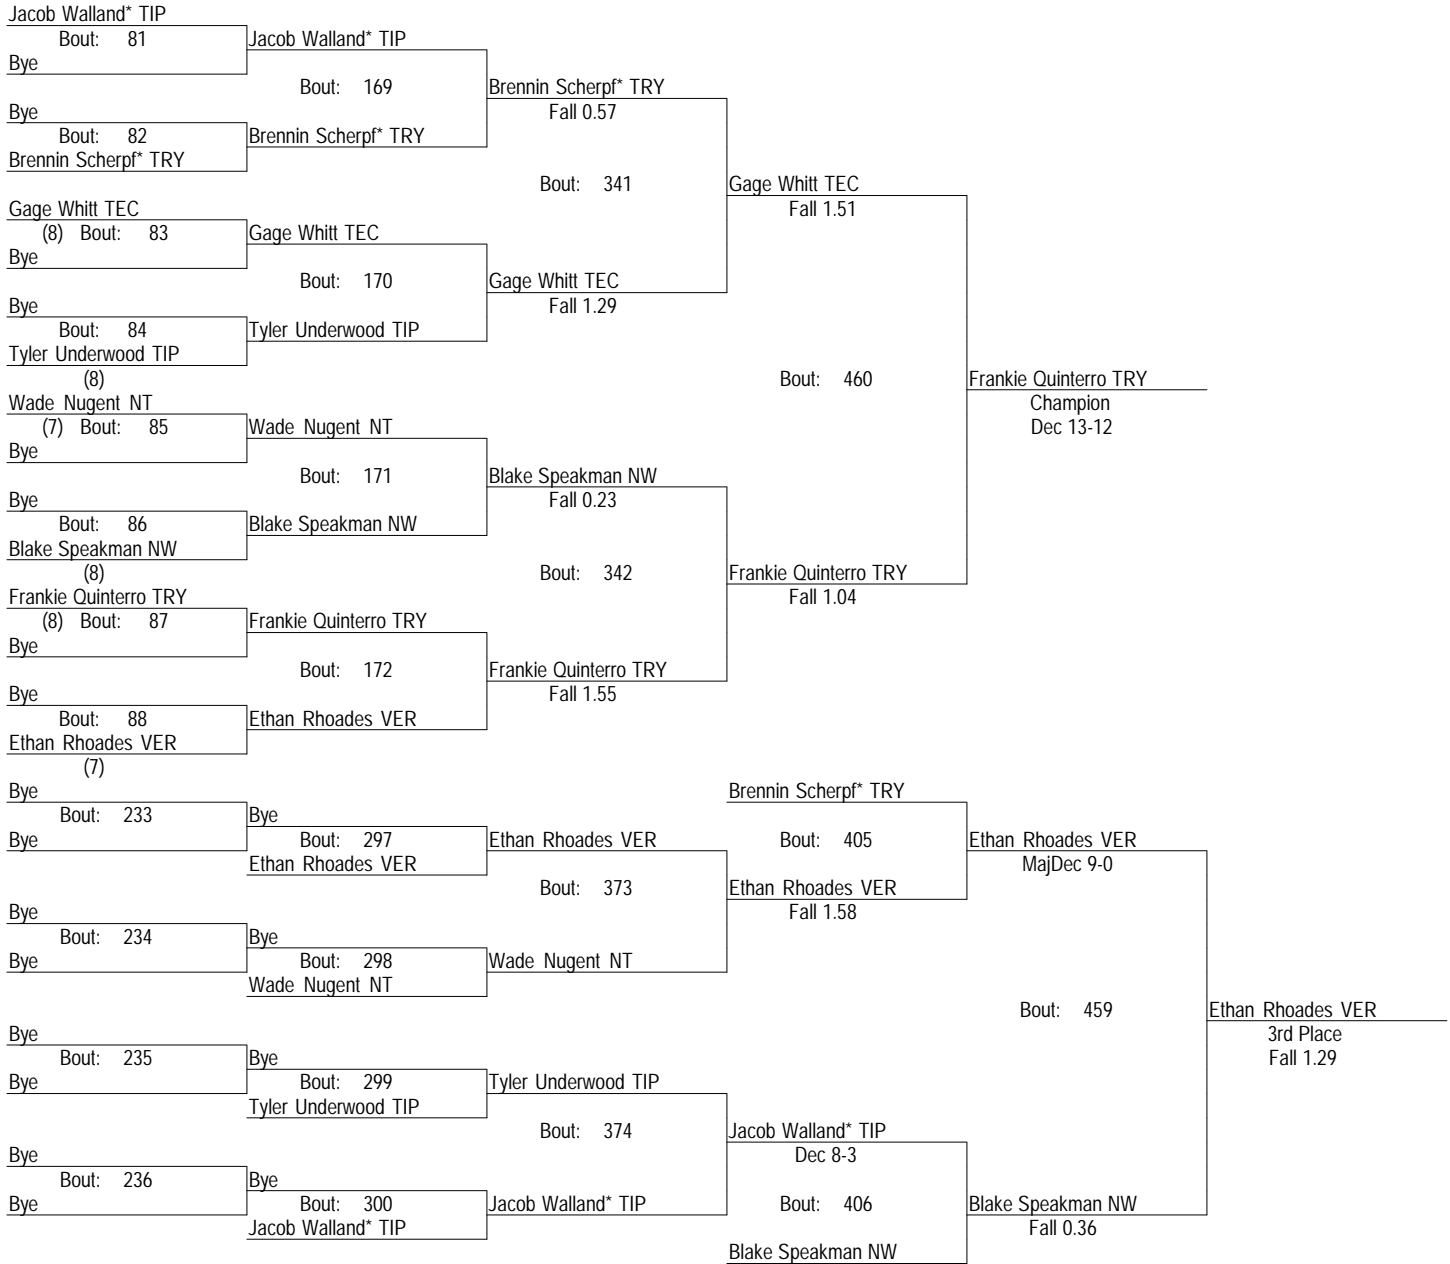 Jacob Walland* TIP
Bout: 81
Jacob Walland* TIP
Bye
Bout: 169
Brennin Scherpf* TRY
Fall 0.57
Bye
Bout: 82
Brennin Scherpf* TRY
Brennin Scherpf* TRY
Bout: 341
Gage Whitt TEC
Fall 1.51
Gage Whitt TEC
(8) Bout: 83
Gage Whitt TEC
Bye
Bout: 170
Gage Whitt TEC
Fall 1.29
Bye
Bout: 84
Tyler Underwood TIP
Tyler Underwood TIP
(8)
Bout: 460
Frankie Quinterro TRY
Champion
Dec 13-12
Wade Nugent NT
(7) Bout: 85
Wade Nugent NT
Bye
Bout: 171
Blake Speakman NW
Fall 0.23
Bye
Bout: 86
Blake Speakman NW
Blake Speakman NW
(8)
Bout: 342
Frankie Quinterro TRY
Fall 1.04
Frankie Quinterro TRY
(8) Bout: 87
Frankie Quinterro TRY
Bye
Bout: 172
Frankie Quinterro TRY
Fall 1.55
Bye
Bout: 88
Ethan Rhoades VER
Ethan Rhoades VER
(7)
Bye
Bout: 233
Bye
Bye
Bout: 297
Ethan Rhoades VER
Ethan Rhoades VER
Brennin Scherpf* TRY
Bout: 405
Ethan Rhoades VER
MajDec 9-0
Bout: 373
Ethan Rhoades VER
Fall 1.58
Bye
Bout: 234
Bye
Bye
Bout: 298
Wade Nugent NT
Wade Nugent NT
Bout: 459
Ethan Rhoades VER
3rd Place
Fall 1.29
Bye
Bout: 235
Bye
Bye
Bout: 299
Tyler Underwood TIP
Tyler Underwood TIP
Bout: 374
Jacob Walland* TIP
Dec 8-3
Bye
Bout: 236
Bye
Bye
Bout: 300
Jacob Walland* TIP
Jacob Walland* TIP
Bout: 406
Blake Speakman NW
Fall 0.36
Blake Speakman NW